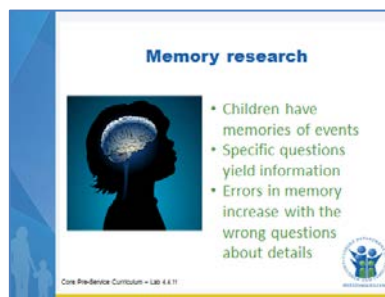 Memory research
• Children have
memories of events
• Specific questions
yield information
• Errors in memory
increase with the
wrong questions
about details
Core Pre-Service Curriculum – Lab 4.4.11